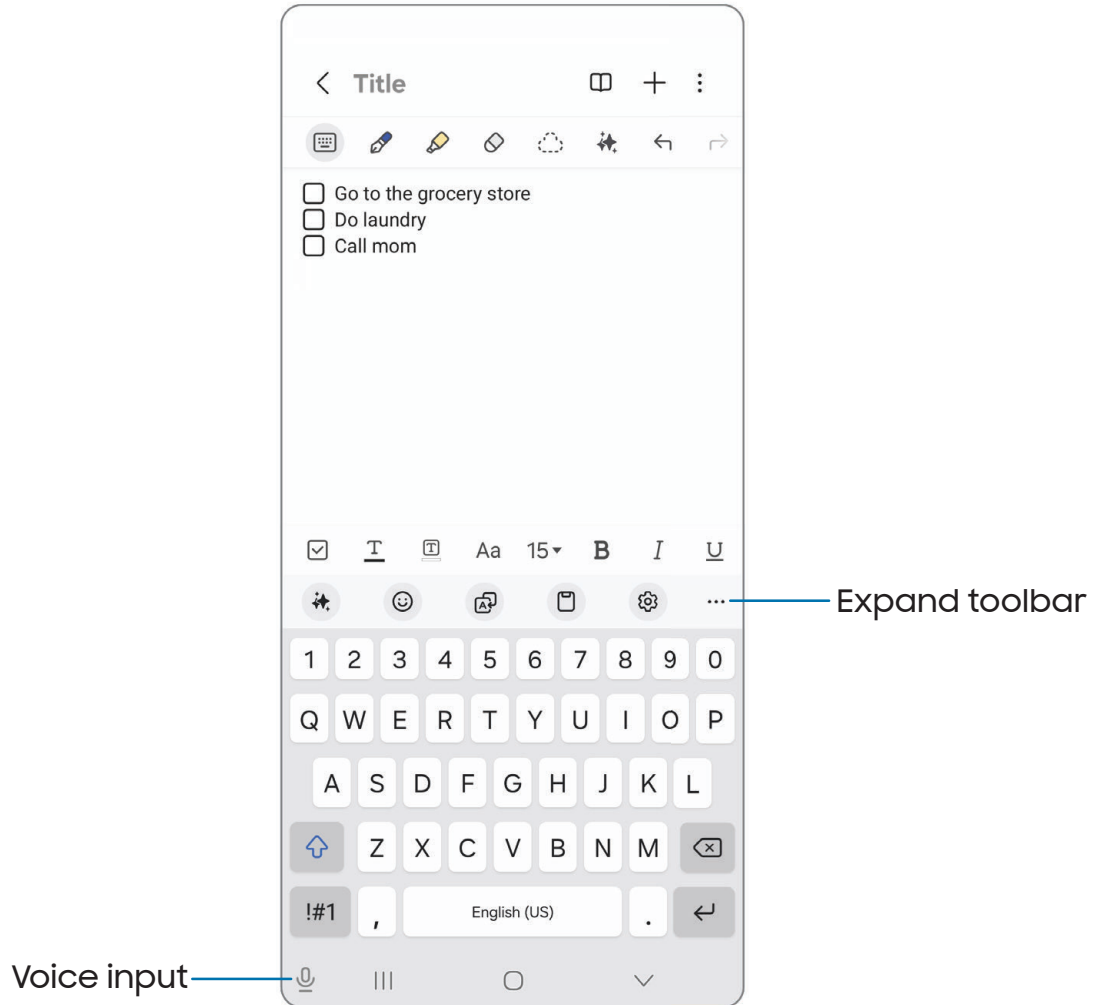 Title
Go to the grocery store
Do laundry
Call mom
T T Aa 15 B I U
A
Expand toolbar
1 2 3 4 5 6 7 8 9 0
Q W E R T Y U I O P
A S D F G H J K L
Z X C V B N M
!#1 , English (US) .
Voice input